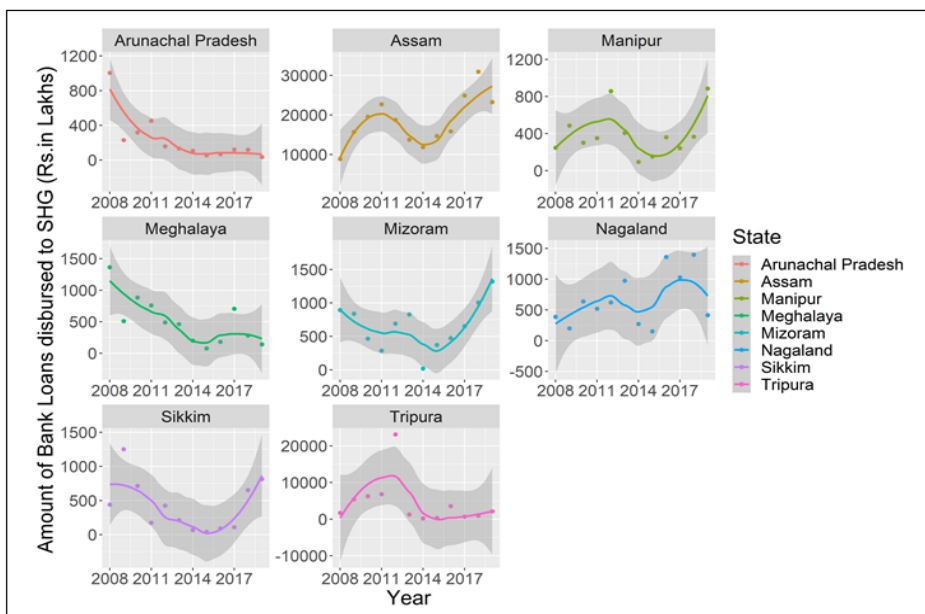 Amount of Bank Loans disbursed to SHG (Rs.in Lakhs)
Arunachal Pradesh
1200
800
400
0
2008 2011 2014 2017
Assam
30000
20000
10000
2008 2011 2014 2017
Manipur
1200
800
400
0
2008 2011 2014 2017
Meghalaya
1500
1000
500
0
2008 2011 2014 2017
Mizoram
1500
1000
500
0
2008 2011 2014 2017
Nagaland
1500
1000
500
0
-500
2008 2011 2014 2017
Sikkim
1500
1000
500
0
2008 2011 2014 2017
Tripura
20000
10000
0
-10000
2008 2011 2014 2017
Year
State
Arunachal Pradesh
Assam
Manipur
Meghalaya
Mizoram
Nagaland
Sikkim
Tripura